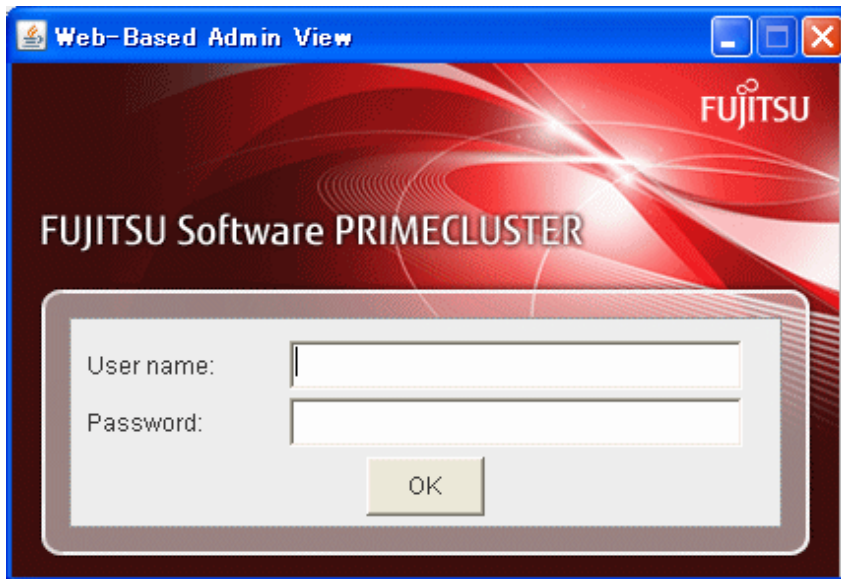 Web-Based Admin View
FUJITSU
FUJITSU Software PRIMECLUSTER
User name:
Password:
OK